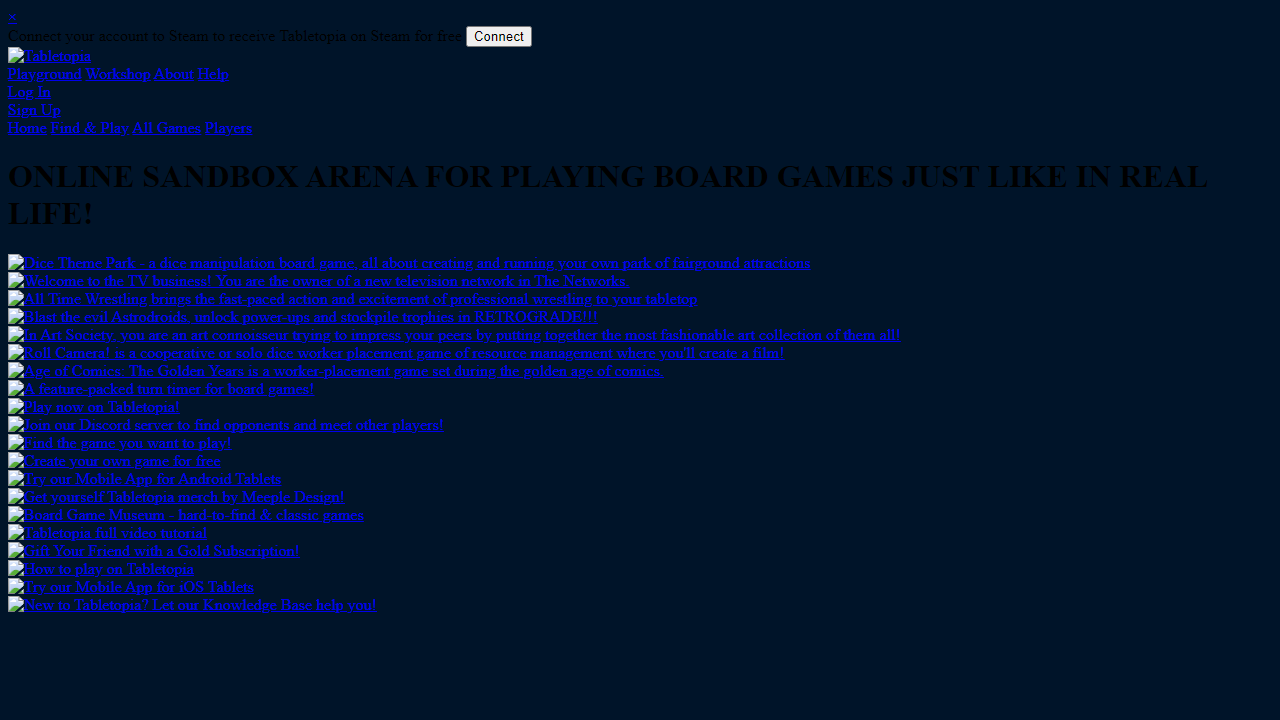 ×
Connect your account to Steam to receive Tabletopia on Steam for free Connect
Tabletopia
Playground Workshop About Help
Log In
Sign Up
Home Find & Play All Games Players
ONLINE SANDBOX ARENA FOR PLAYING BOARD GAMES JUST LIKE IN REAL
LIFE!
Dice Theme Park - a dice manipulation board game, all about creating and running your own park of fairground attractions
Welcome to the TV business! You are the owner of a new television network in The Networks.
All Time Wrestling brings the fast-paced action and excitement of professional wrestling to your tabletop
Blast the evil Astrodroids, unlock power-ups and stockpile trophies in RETROGRADE!!!
In Art Society, you are an art connoisseur trying to impress your peers by putting together the most fashionable art collection of them all!
Roll Camera! is a cooperative or solo dice worker placement game of resource management where you'll create a film!
Age of Comics: The Golden Years is a worker-placement game set during the golden age of comics.
A feature-packed turn timer for board games?
Play now on Tabletopia!
Join our Discord server to find opponents and meet other players!
Find the game you want to play!
Create your own game for free
Try our Mobile App for Android Tablets
Get yourself Tabletopia merch by Meeple Design!
Board Game Museum - hard-to-find & classic games
Tabletopia full video tutorial
Gift Your Friend with a Gold Subscription!
How to play on Tabletopia
Try our Mobile App for iOS Tablets
New to Tabletopia? Let our Knowledge Base help you!